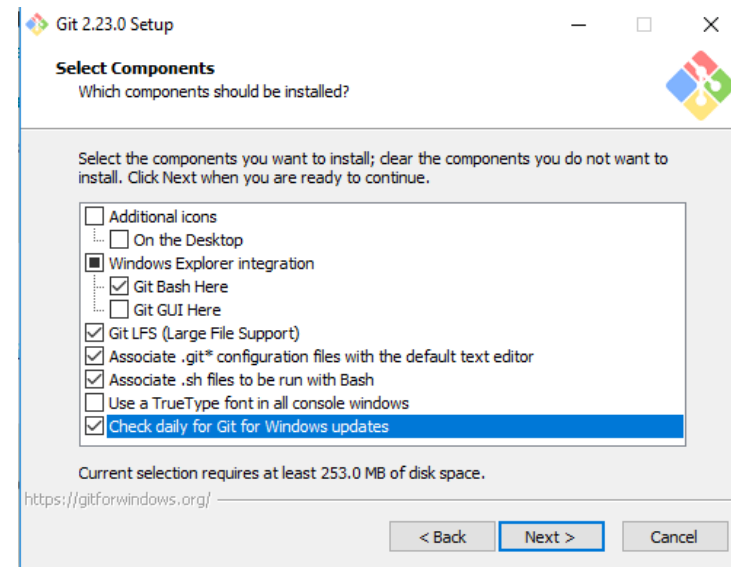 Git 2.23.0 Setup
Select Components
Which components should be installed?
Select the components you want to install; clear the components you do not want to
install. Click Next when you are ready to continue.
Additional icons
On the Desktop
Windows Explorer integration
Git Bash Here
Git GUI Here
Git LFS (Large File Support)
Associate .git* configuration files with the default text editor
Associate .sh files to be run with Bash
Use a TrueType font in all console windows
Check daily for Git for Windows updates
Current selection requires at least 253.0 MB of disk space.
https://gitforwindows.org/
< Back Next > Cancel